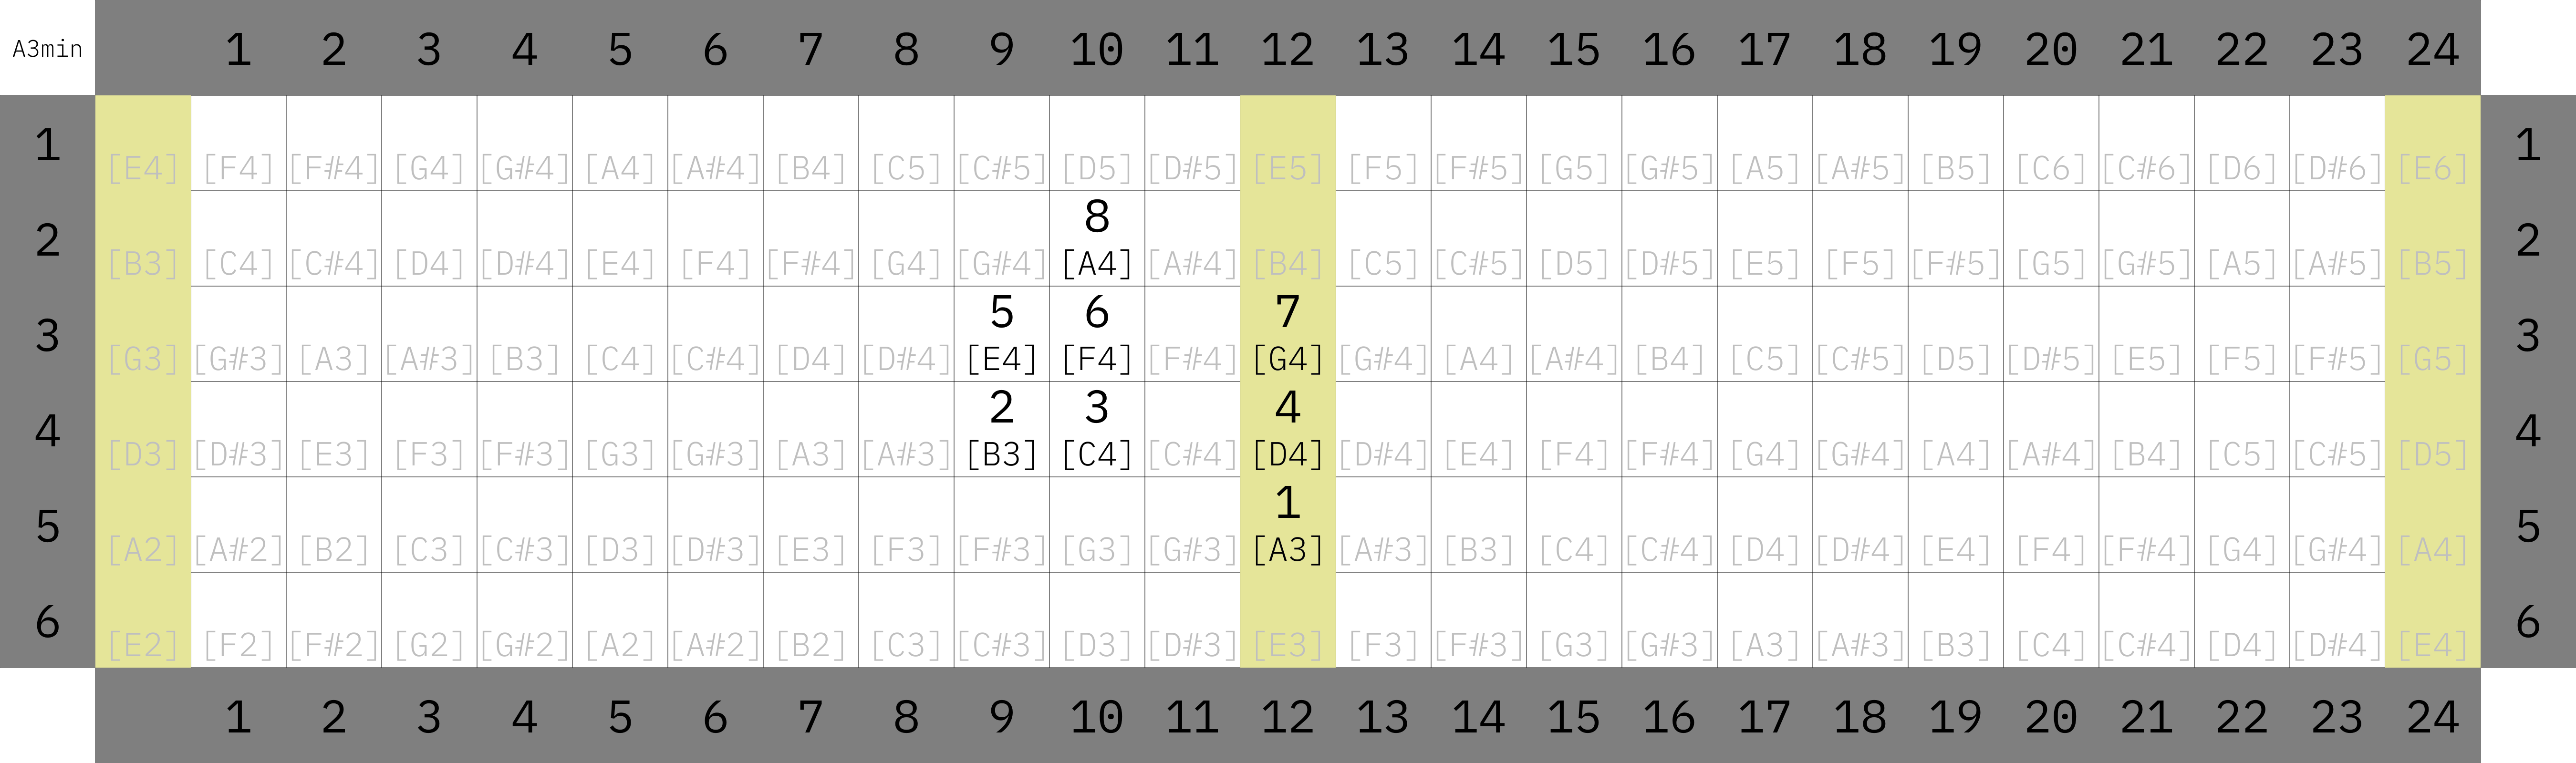 A3min 1 2 3 4 5 6 7 8 9 10 11 12 13 14 15 16 17 18 19 20 21 22 23 24
1 [E4] [F4] [F#4] [G4] [G#4] [A4] [A#4] [B4] [C5] [C#5] [D5] [D#5] [E5] [F5] [F#5] [G5] [G#5] [A5] [A#5] [B5] [C6] [C#6] [D6] [D#6] [E6] 1
8
2 [B3] [C4] [C#4] [D4] [D#4] [E4] [F4] [F#4] [G4] [G#4] [A4] [A#4] [B4] [C5] [C#5] [D5] [D#5] [E5] [F5] [F#5] [G5] [G#5] [A5] [A#5] [B5] 2
5 6 7
3 [G3] [G#3] [A3] [A#3] [B3] [C4] [C#4] [D4] [D#4] [E4] [F4] [F#4] [G4] [G#4] [A4] [A#4] [B4] [C5] [C#5] [D5] [D#5] [E5] [F5] [F#5] [G5] 3
2 3 4
4 [D3] [D#3] [E3] [F3] [F#3] [G3] [G#3] [A3] [A#3] [B3] [C4] [C#4] [D4] [D#4] [E4] [F4] [F#4] [G4] [G#4] [A4] [A#4] [B4] [C5] [C#5] [D5] 4
1
5 [A2] [A#2] [B2] [C3] [C#3] [D3] [D#3] [E3] [F3] [F#3] [G3] [G#3] [A3] [A#3] [B3] [C4] [C#4] [D4] [D#4] [E4] [F4] [F#4] [G4] [G#4] [A4] 5
6 [E2] [F2] [F#2] [G2] [G#2] [A2] [A#2] [B2] [C3] [C#3] [D3] [D#3] [E3] [F3] [F#3] [G3] [G#3] [A3] [A#3] [B3] [C4] [C#4] [D4] [D#4] [E4] 6
1 2 3 4 5 6 7 8 9 10 11 12 13 14 15 16 17 18 19 20 21 22 23 24